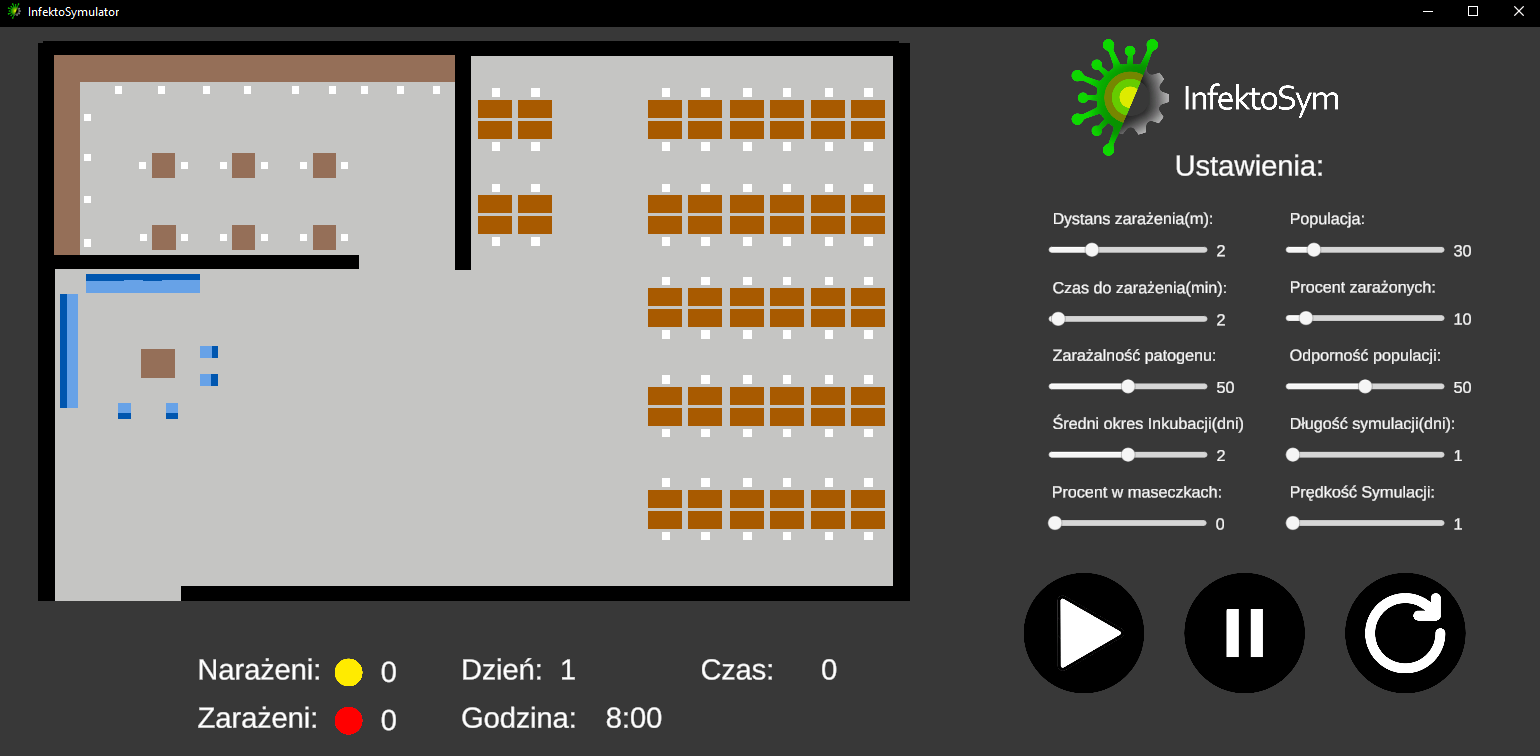 InfektoSymulator
InfektoSym
Ustawienia:
Dystans zarażenia(m):
2
Populacja:
30
Czas do zarażenia(min):
2
Procent zarażonych:
10
Zarażalność patogenu:
50
Odporność populacji:
50
Średni okres Inkubacji(dni)
2
Długość symulacji(dni):
1
Procent w maseczkach:
0
Prędkość Symulacji:
1
Narażeni: 0 Dzień: 1 Czas: 0
Zarażeni: 0 Godzina: 8:00